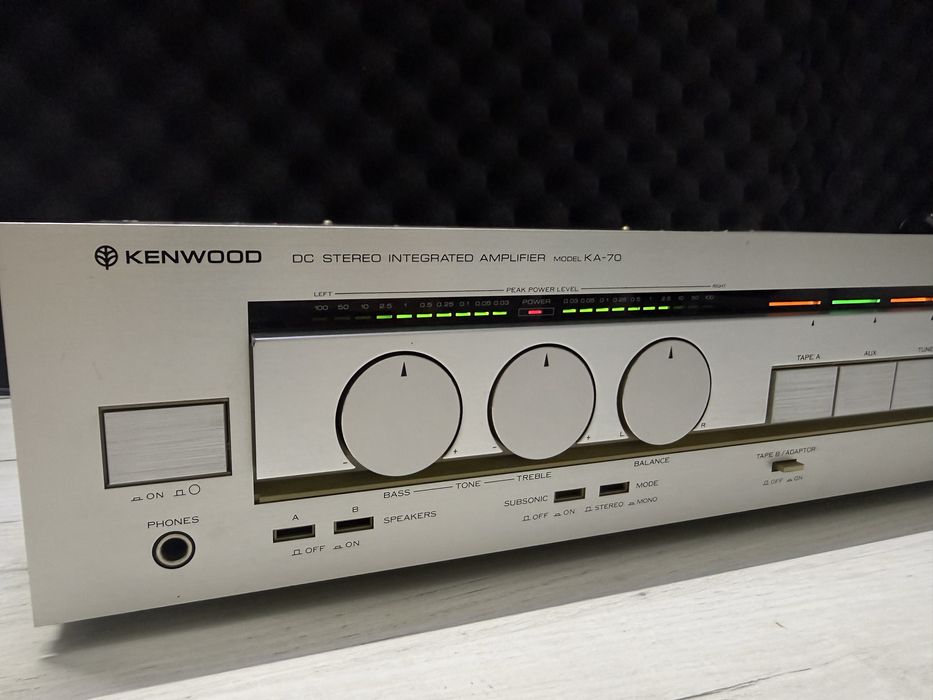 KENWOOD DC STEREO INTEGRATED AMPLIFIER MODEL KA-70
LEFT PEAK POWER LEVEL RIGHT
100 50 10 2.5 1 0.5 0.25 0.1 0.05 0.03 POWER 0.03 0.05 0.1 0.25 0.5 1 2.5 10 50 100
TAPE A AUX
- + - + L R
BASS TONE TREBLE BALANCE TAPE B/ADAPTOR
OFF ON
ON
SUBSONIC MODE
OFF ON STEREO MONO
PHONES
A B SPEAKERS
OFF ON